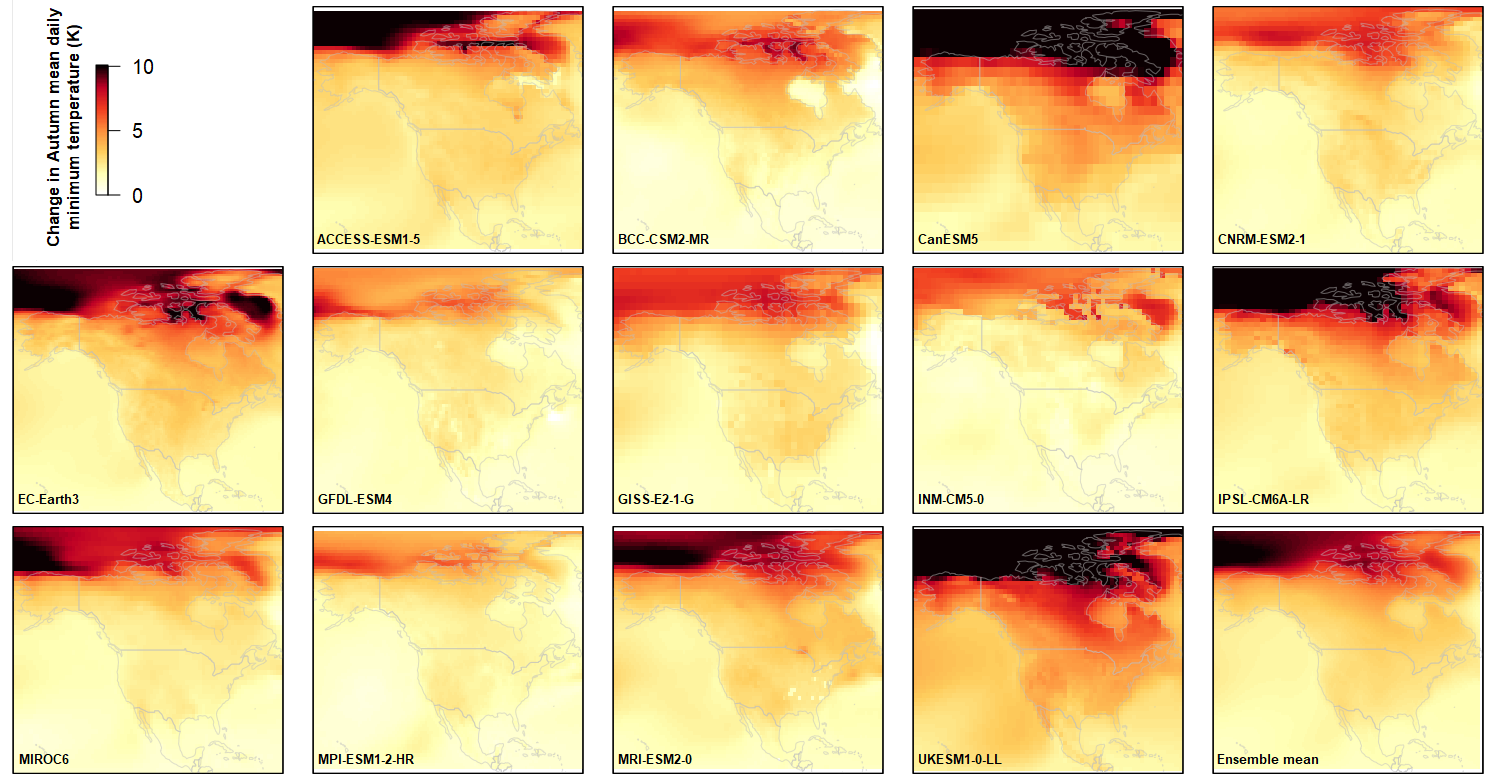 Change in Autumn mean daily
minimum temperature (K)
10
5
0
ACCESS-ESM1-5
BCC-CSM2-MR
CanESM5
CNRM-ESM2-1
EC-Earth3
GFDL-ESM4
GISS-E2-1-G
INM-CM5-0
IPSL-CM6A-LR
MIROC6
MPI-ESM1-2-HR
MRI-ESM2-0
UKESM1-0-LL
Ensemble mean